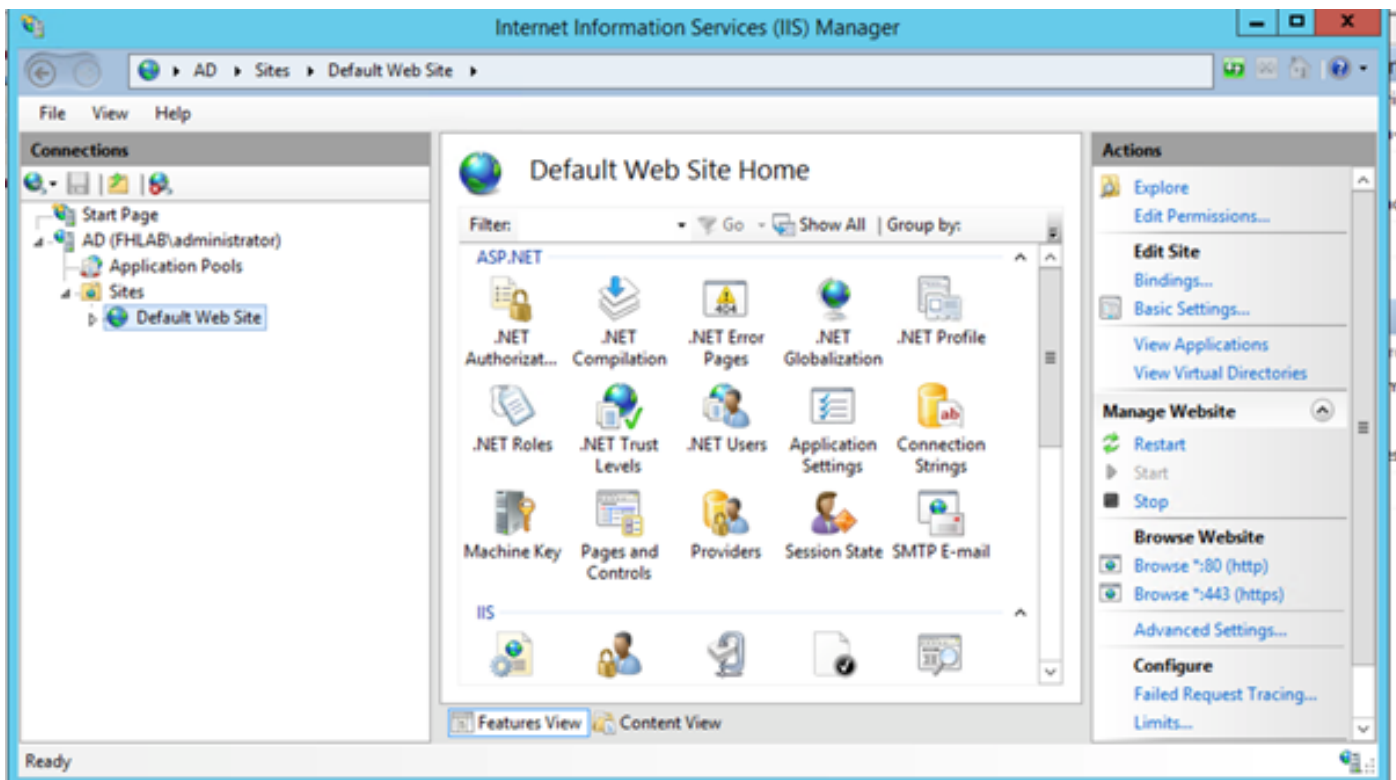 Internet Information Services (IIS) Manager
AD Sites Default Web Site
File View Help
Connections
Start Page
AD (FHLAB\administrator)
Application Pools
Sites
Default Web Site
Default Web Site Home
Filter: Go Show All Group by:
ASP.NET
.NET Authorizat...
.NET Compilation
.NET Error Pages
404
.NET Globalization
.NET Profile
.NET Roles
.NET Trust Levels
.NET Users
Application Settings
ab
Connection Strings
Machine Key
Pages and Controls
Providers
Session State
SMTP E-mail
IIS
Features View Content View
Actions
Explore
Edit Permissions...
Edit Site
Bindings...
Basic Settings...
View Applications
View Virtual Directories
Manage Website
Restart
Start
Stop
Browse Website
Browse *:80 (http)
Browse *:443 (https)
Advanced Settings...
Configure
Failed Request Tracing...
Limits...
Ready